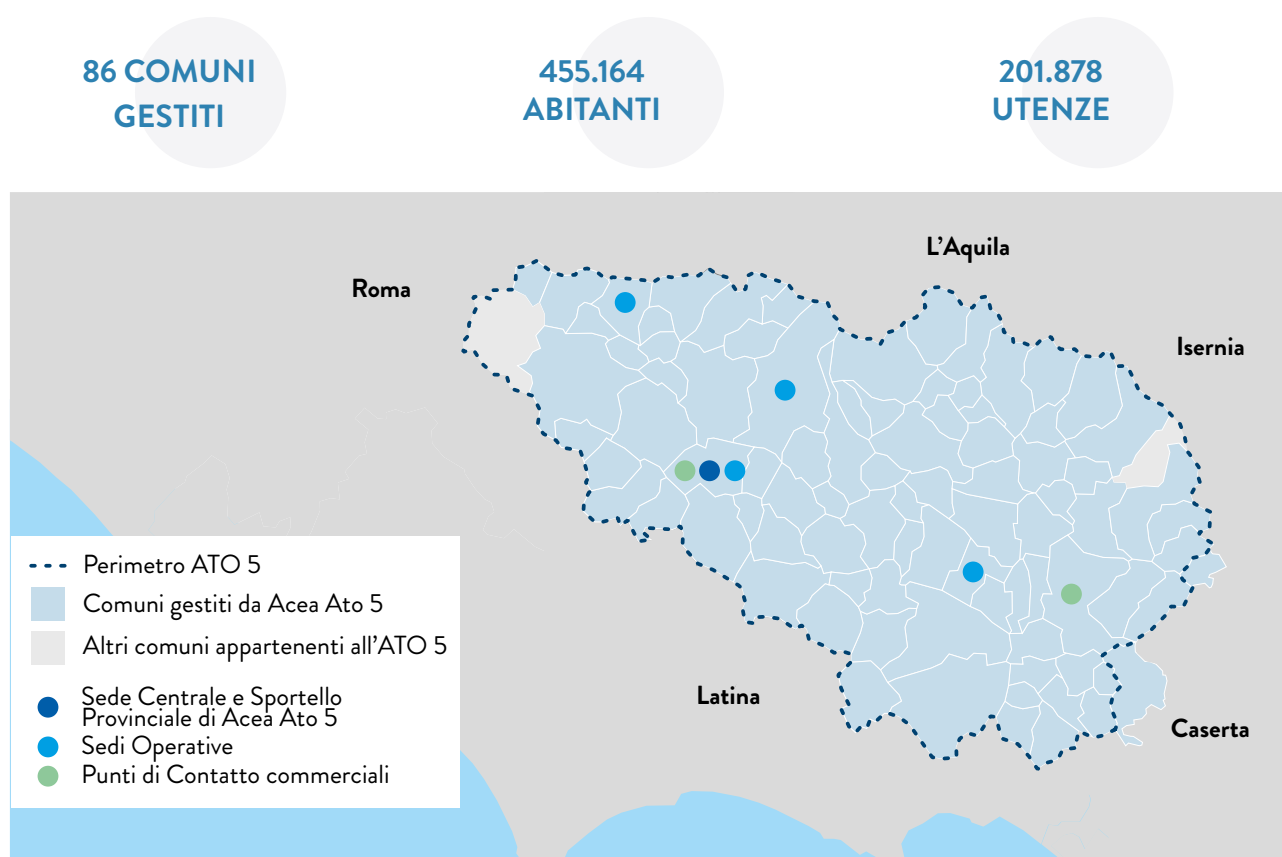 86 COMUNI
GESTITI
455.164
ABITANTI
201.878
UTENZE
L'Aquila
Roma
Isernia
Latina
Caserta
Perimetro ATO 5
Comuni gestiti da Acea Ato 5
Altri comuni appartenenti all'ATO 5
Sede Centrale e Sportello
Provinciale di Acea Ato 5
Sedi Operative
Punti di Contatto commerciali